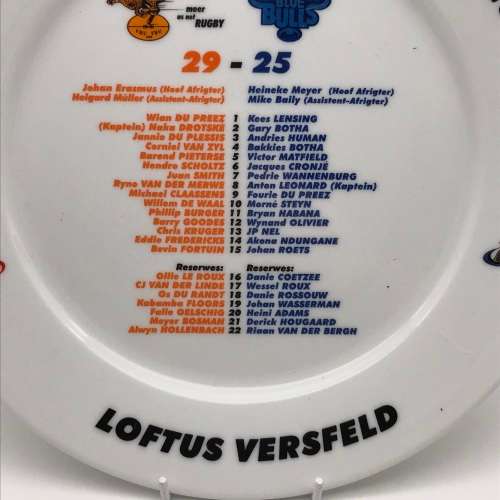 meer
as net RUGBY
BLUE
BULLS
29 - 25
Johan Erasmus (Hoof Afrigter) Heineke Meyer (Hoof Afrigter)
Helgard Müller (Assistent-Afrigter) Mike Baily (Assistent-Afrigter)
Wian DU PREEZ 1 Kees LENSING
(Kaptein) Naka DROTSKE 2 Gary BOTHA
Jannie DU PLESSIS 3 Andries HUMAN
Corniel VAN ZYL 4 Bakkies BOTHA
Barend PIETERSE 5 Victor MATFIELD
Hendro SCHOLTZ 6 Jacques CRONJÉ
Juan SMITH 7 Pedrie WANNENBURG
Ryno VAN DER MERWE 8 Anton LEONARD (Kaptein)
Michael CLAASSENS 9 Fourie DU PREEZ
Willem DE WAAL 10 Morné STEYN
Phillip BURGER 11 Bryan HABANA
Barry GOODES 12 Wynand OLIVIER
Chris KRUGER 13 JP NEL
Eddie FREDERICKS 14 Akona NDUNGANE
Bevin FORTUIN 15 Johan ROETS
Reserwes: Reserwes:
Ollie LE ROUX 16 Danie COETZEE
CJ VAN DER LINDE 17 Wessel ROUX
Gs DU RANDT 18 Danie ROSSOUW
Kabamba FLOORS 19 Johan WASSERMAN
Falie OELSCHIG 20 Heini ADAMS
Meyer BOSMAN 21 Derick HOUGAARD
Alwyn HOLLENBACH 22 Riaan VAN DER BERGH
LOFTUS VERSFELD